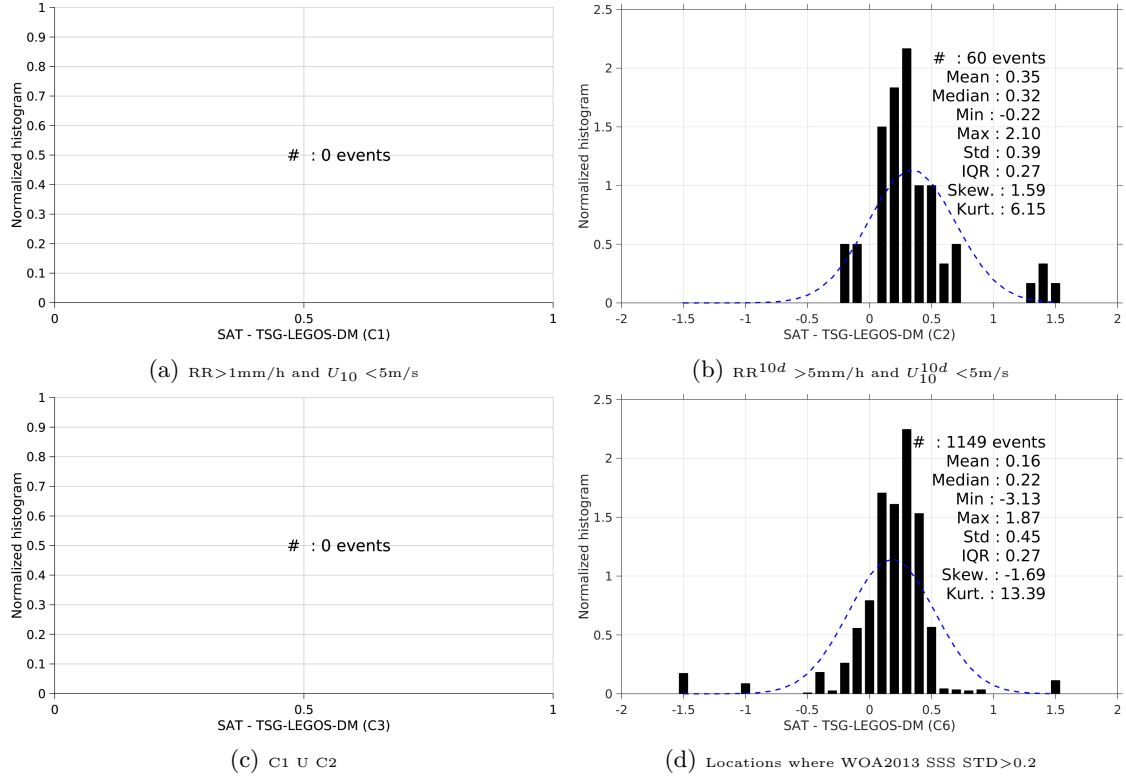 1
0.9
0.8
0.7
0.6
0.5
0.4
0.3
0.2
0.1
0
Normalized histogram
# : 0 events
0 0.5 1
SAT - TSG-LEGOS-DM (C1)
(a) RR>1mm/h and U10 <5m/s
2.5
2
1.5
1
0.5
0
Normalized histogram
# : 60 events
Mean : 0.35
Median : 0.32
Min : -0.22
Max : 2.10
Std : 0.39
IQR : 0.27
Skew. : 1.59
Kurt. : 6.15
-2 -1.5 -1 -0.5 0 0.5 1 1.5 2
SAT - TSG-LEGOS-DM (C2)
(b) RR^10d >5mm/h and U_10^10d <5m/s
1
0.9
0.8
0.7
0.6
0.5
0.4
0.3
0.2
0.1
0
Normalized histogram
# : 0 events
0 0.5 1
SAT - TSG-LEGOS-DM (C3)
(c) C1 U C2
2.5
2
1.5
1
0.5
0
Normalized histogram
# : 1149 events
Mean : 0.16
Median : 0.22
Min : -3.13
Max : 1.87
Std : 0.45
IQR : 0.27
Skew. : -1.69
Kurt. : 13.39
-2 -1.5 -1 -0.5 0 0.5 1 1.5 2
SAT - TSG-LEGOS-DM (C6)
(d) Locations where WOA2013 SSS STD>0.2